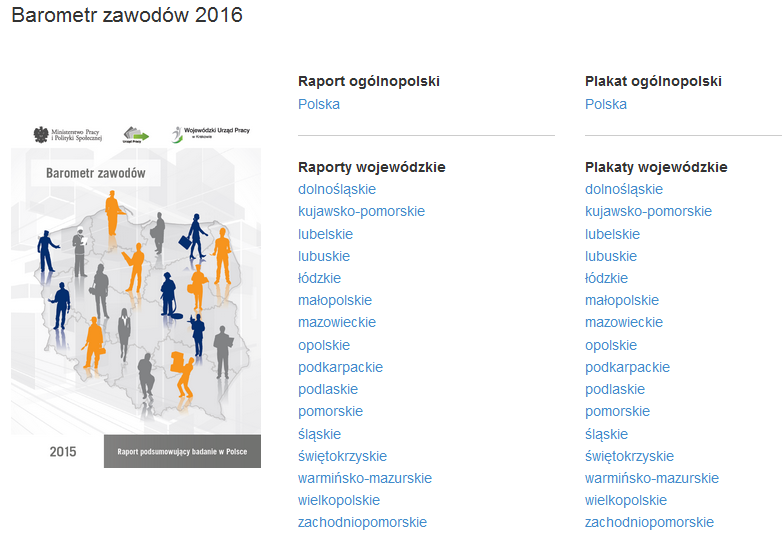 Barometr zawodów 2016
Ministerstwo Pracy
i Polityki Społecznej
Urząd Pracy
Wojewódzki Urząd Pracy
w Krakowie
Barometr zawodów
2015
Raport podsumowujący badanie w Polsce
Raport ogólnopolski
Polska
Raporty wojewódzkie
dolnośląskie
kujawsko-pomorskie
lubelskie
lubuskie
łódzkie
małopolskie
mazowieckie
opolskie
podkarpackie
podlaskie
pomorskie
śląskie
świętokrzyskie
warmińsko-mazurskie
wielkopolskie
zachodniopomorskie
Plakat ogólnopolski
Polska
Plakaty wojewódzkie
dolnośląskie
kujawsko-pomorskie
lubelskie
lubuskie
łódzkie
małopolskie
mazowieckie
opolskie
podkarpackie
podlaskie
pomorskie
śląskie
świętokrzyskie
warmińsko-mazurskie
wielkopolskie
zachodniopomorskie